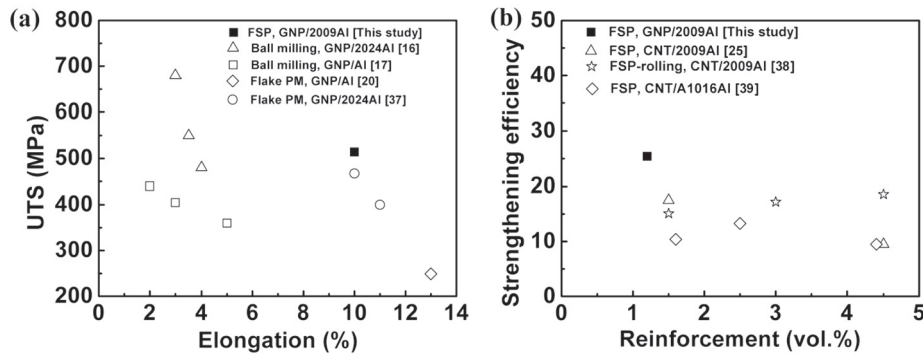 (a)
800
700
600
500
400
300
200
UTS (MPa)
FSP, GNP/2009Al [This study]
Ball milling, GNP/2024Al [16]
Ball milling, GNP/Al [17]
Flake PM, GNP/Al [20]
Flake PM, GNP/2024Al [37]
0 2 4 6 8 10 12 14
Elongation (%)
(b)
50
40
30
20
10
0
Strengthening efficiency
FSP, GNP/2009Al [This study]
FSP, CNT/2009Al [25]
FSP-rolling, CNT/2009Al [38]
FSP, CNT/A1016Al [39]
0 1 2 3 4 5
Reinforcement (vol.%)